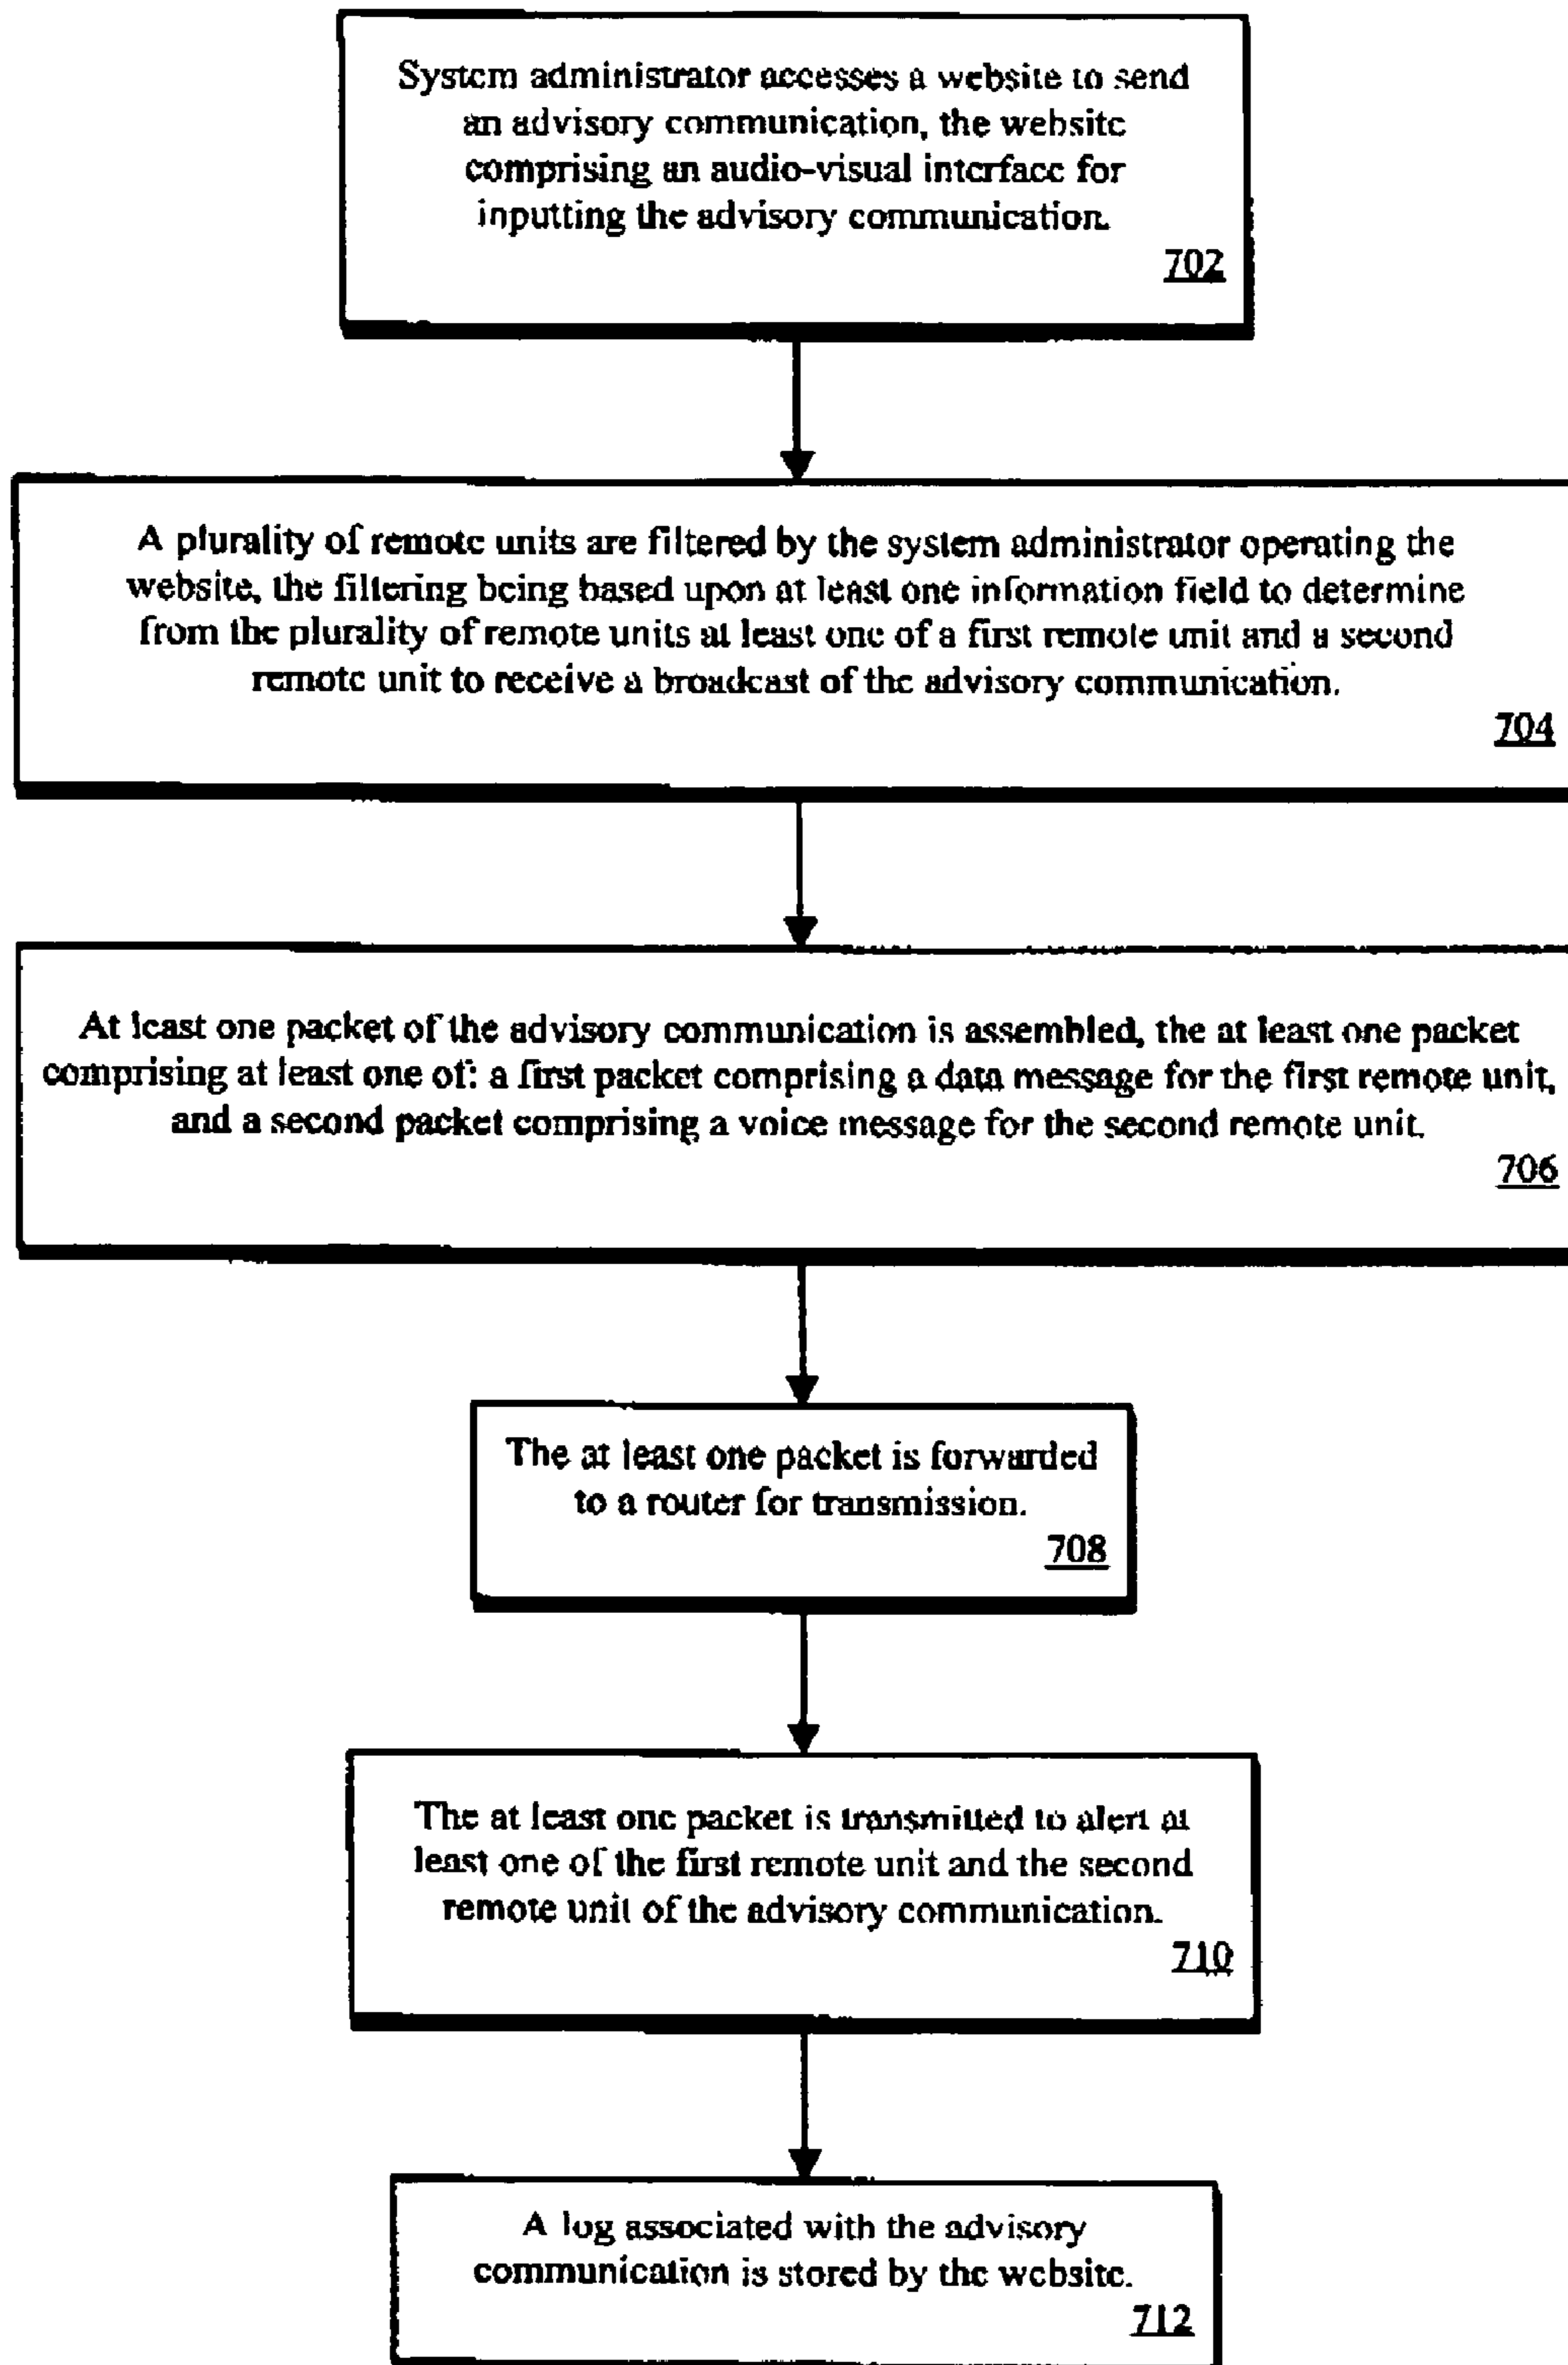 System administrator accesses a website to send
an advisory communication, the website
comprising an audio-visual interface for
inputting the advisory communication.
702
A plurality of remote units are filtered by the system administrator operating the
website, the filtering being based upon at least one information field to determine
from the plurality of remote units at least one of a first remote unit and a second
remote unit to receive a broadcast of the advisory communication.
704
At least one packet of the advisory communication is assembled, the at least one packet
comprising at least one of: a first packet comprising a data message for the first remote unit,
and a second packet comprising a voice message for the second remote unit.
706
The at least one packet is forwarded
to a router for transmission.
708
The at least one packet is transmitted to alert at
least one of the first remote unit and the second
remote unit of the advisory communication.
710
A log associated with the advisory
communication is stored by the website.
712